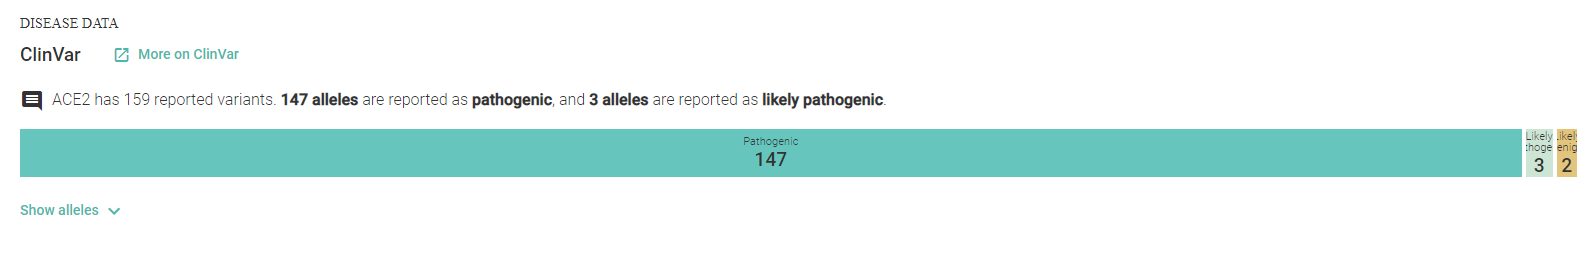 DISEASE DATA
ClinVar More on ClinVar
ACE2 has 159 reported variants. 147 alleles are reported as pathogenic, and 3 alleles are reported as likely pathogenic.
Pathogenic
147
Likely
3
2
Show alleles